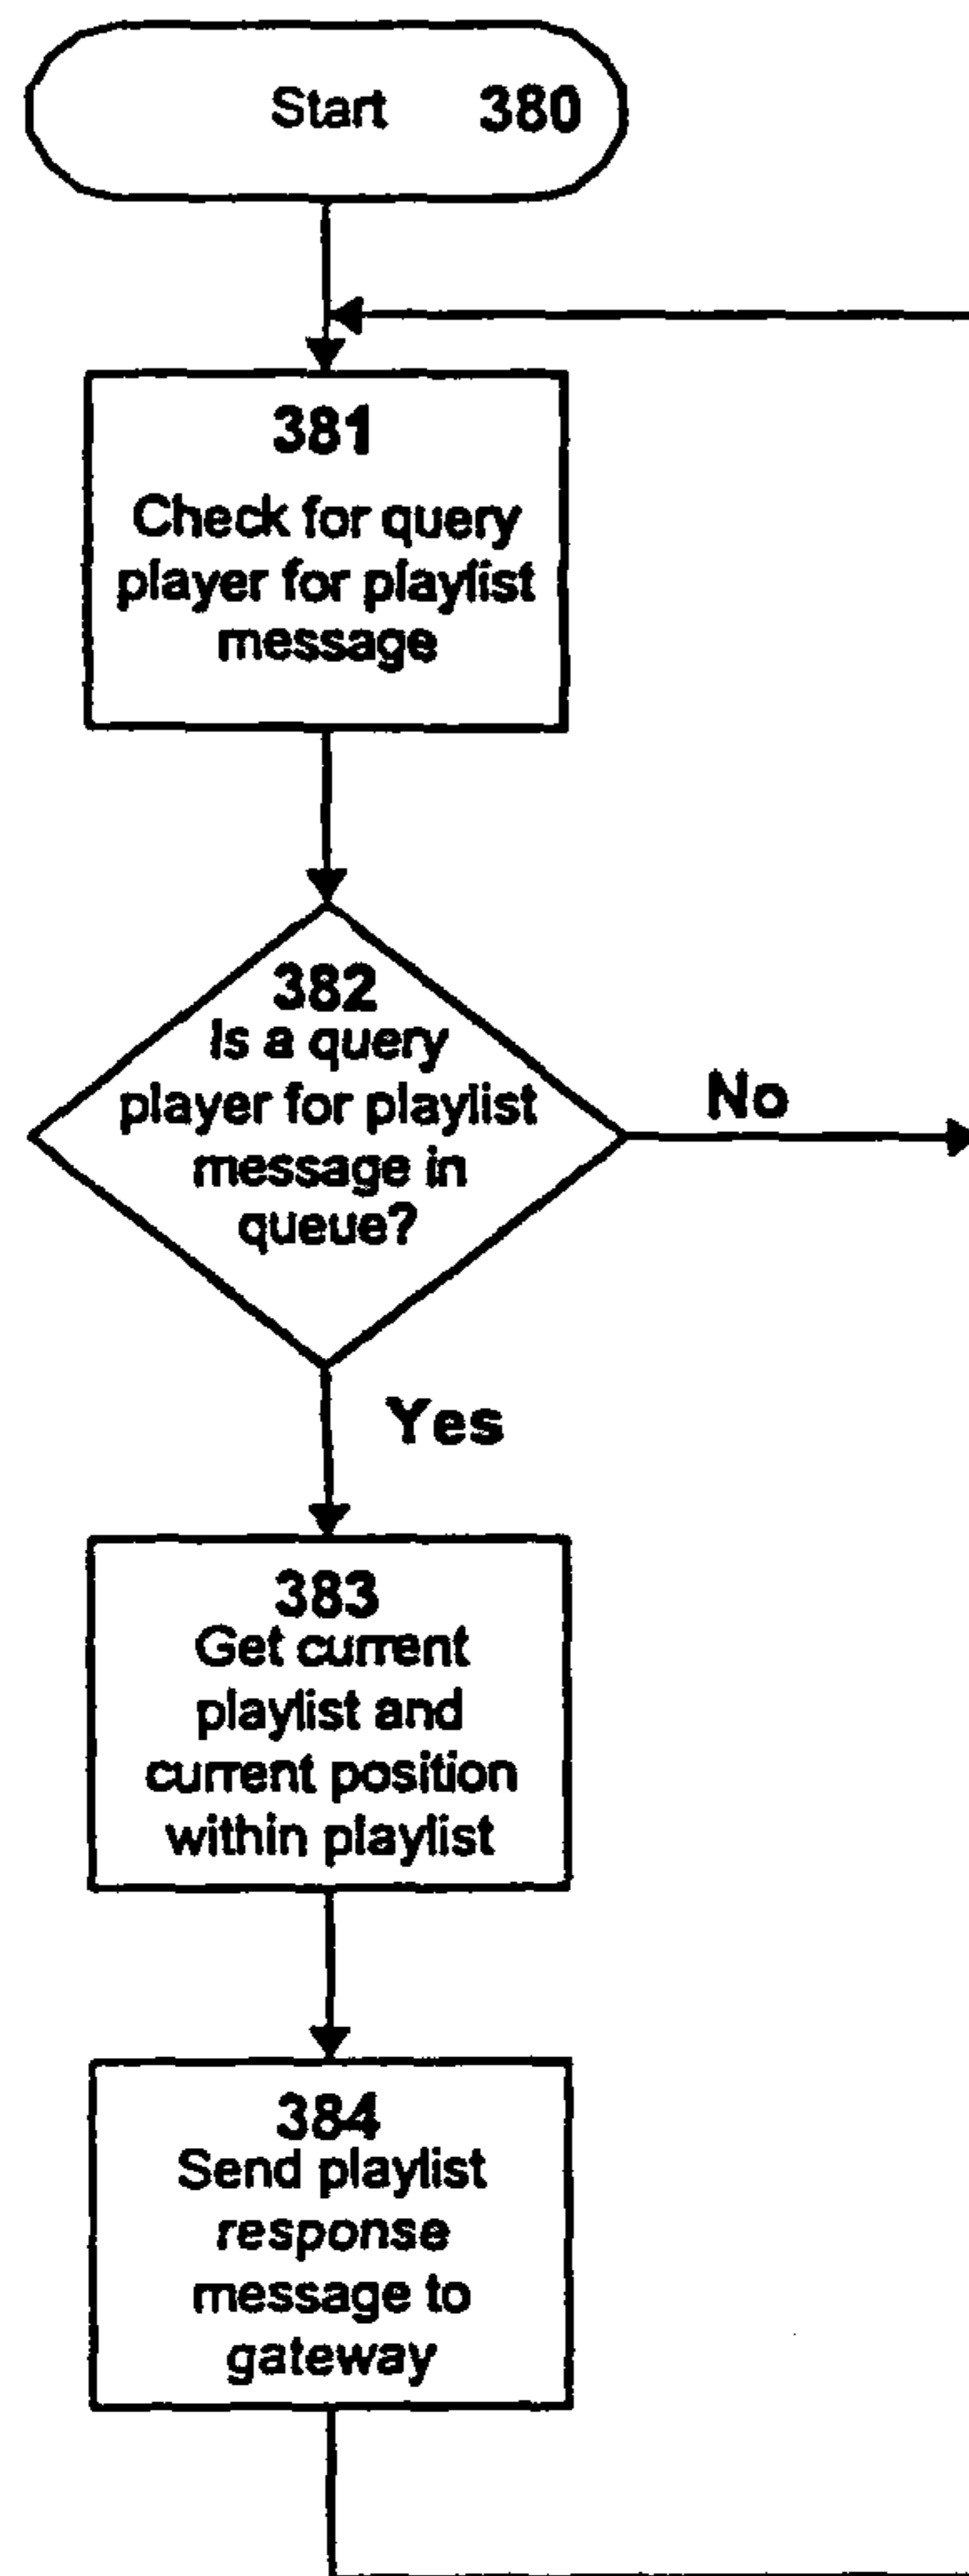 Start 380
381
Check for query
player for playlist
message
382
Is a query
player for playlist
message in
queue?
No
Yes
383
Get current
playlist and
current position
within playlist
384
Send playlist
response
message to
gateway